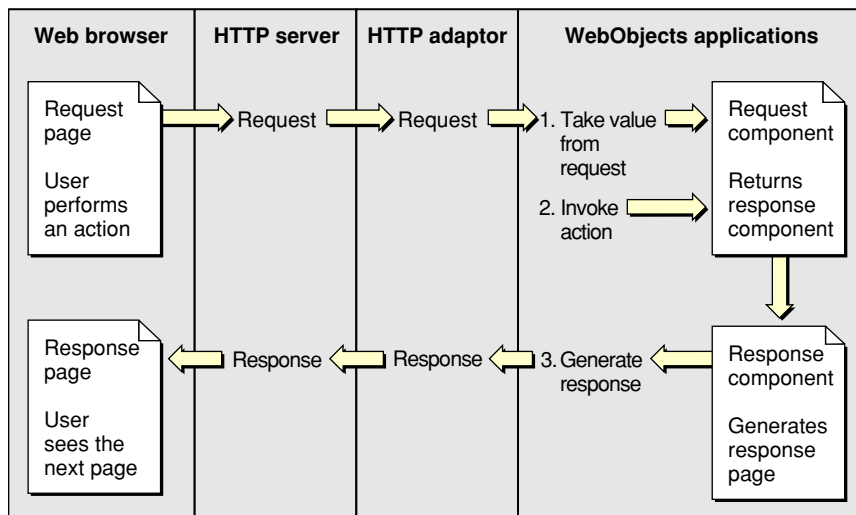 Web browser
HTTP server
HTTP adaptor
WebObjects applications
Request
page
User
performs
an action
Request
Request
1. Take value
from
request
2. Invoke
action
Request
component
Returns
response
component
Response
page
User
sees the
next page
Response
Response
3. Generate
response
Response
component
Generates
response
page